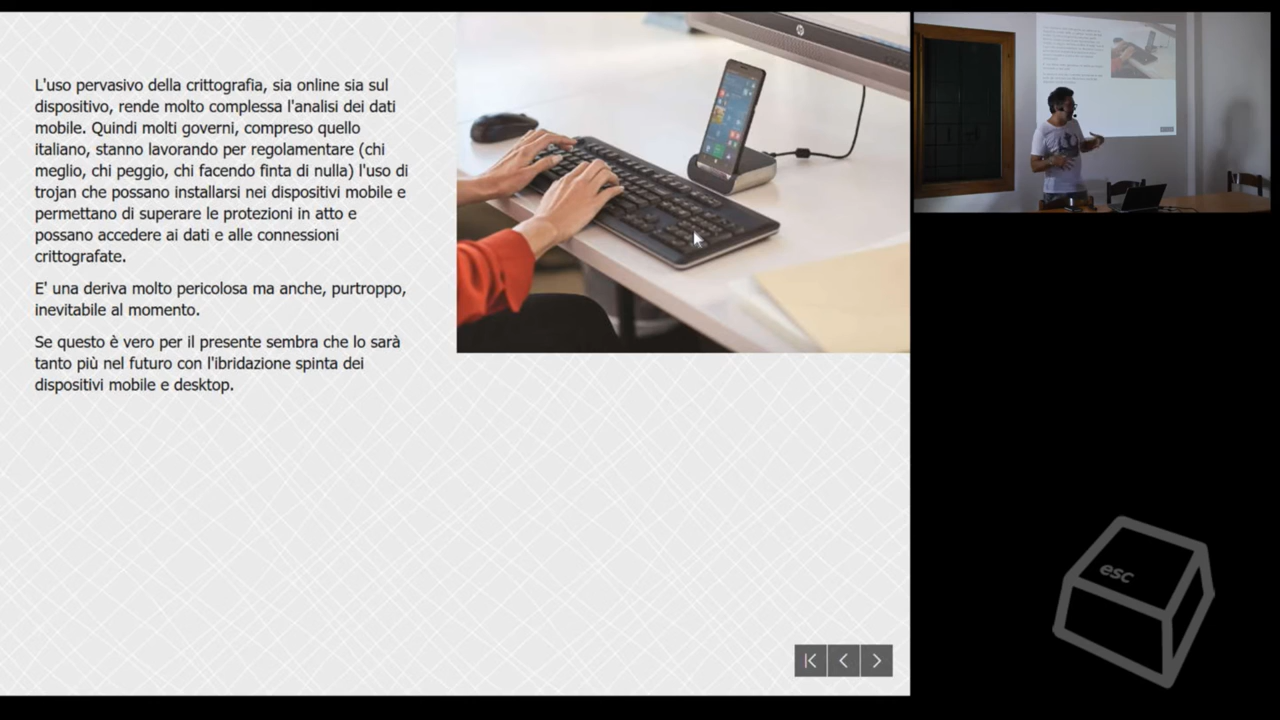 L'uso pervasivo della crittografia, sia online sia sul
dispositivo, rende molto complessa l'analisi dei dati
mobile. Quindi molti governi, compreso quello
italiano, stanno lavorando per regolamentare (chi
meglio, chi peggio, chi facendo finta di nulla) l'uso di
trojan che possano installarsi nei dispositivi mobile e
permettano di superare le protezioni in atto e
possano accedere ai dati e alle connessioni
crittografate.
E' una deriva molto pericolosa ma anche, purtroppo,
inevitabile al momento.
Se questo è vero per il presente sembra che lo sarà
tanto più nel futuro con l'ibridazione spinta dei
dispositivi mobile e desktop.
hp
esc